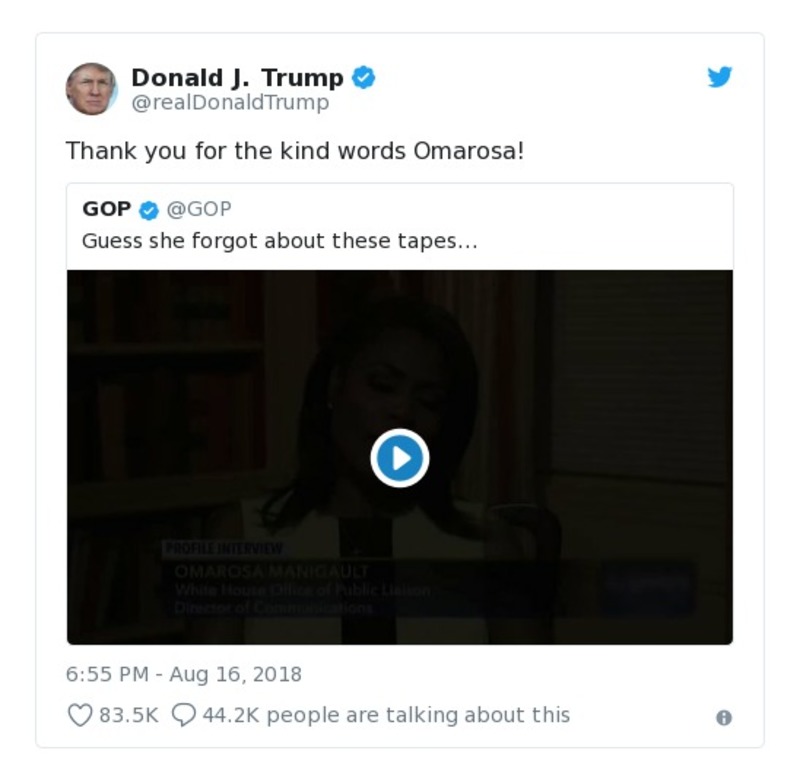 Donald J. Trump
@realDonaldTrump
Thank you for the kind words Omarosa!
GOP @GOP
Guess she forgot about these tapes...
PROFILE INTERVIEW
OMAROSA MANIGAULT
White House Office of Public Liaison
Director of Communications
6:55 PM - Aug 16, 2018
83.5K 44.2K people are talking about this